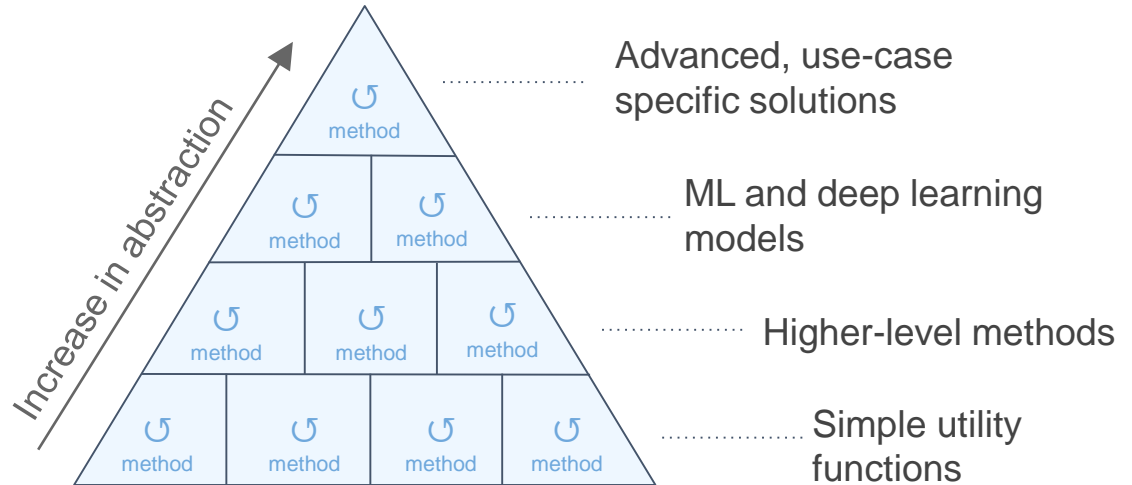 Increase in abstraction
Advanced, use-case
specific solutions
method
ML and deep learning
models
method
method
Higher-level methods
method
method
method
Simple utility
functions
method
method
method
method